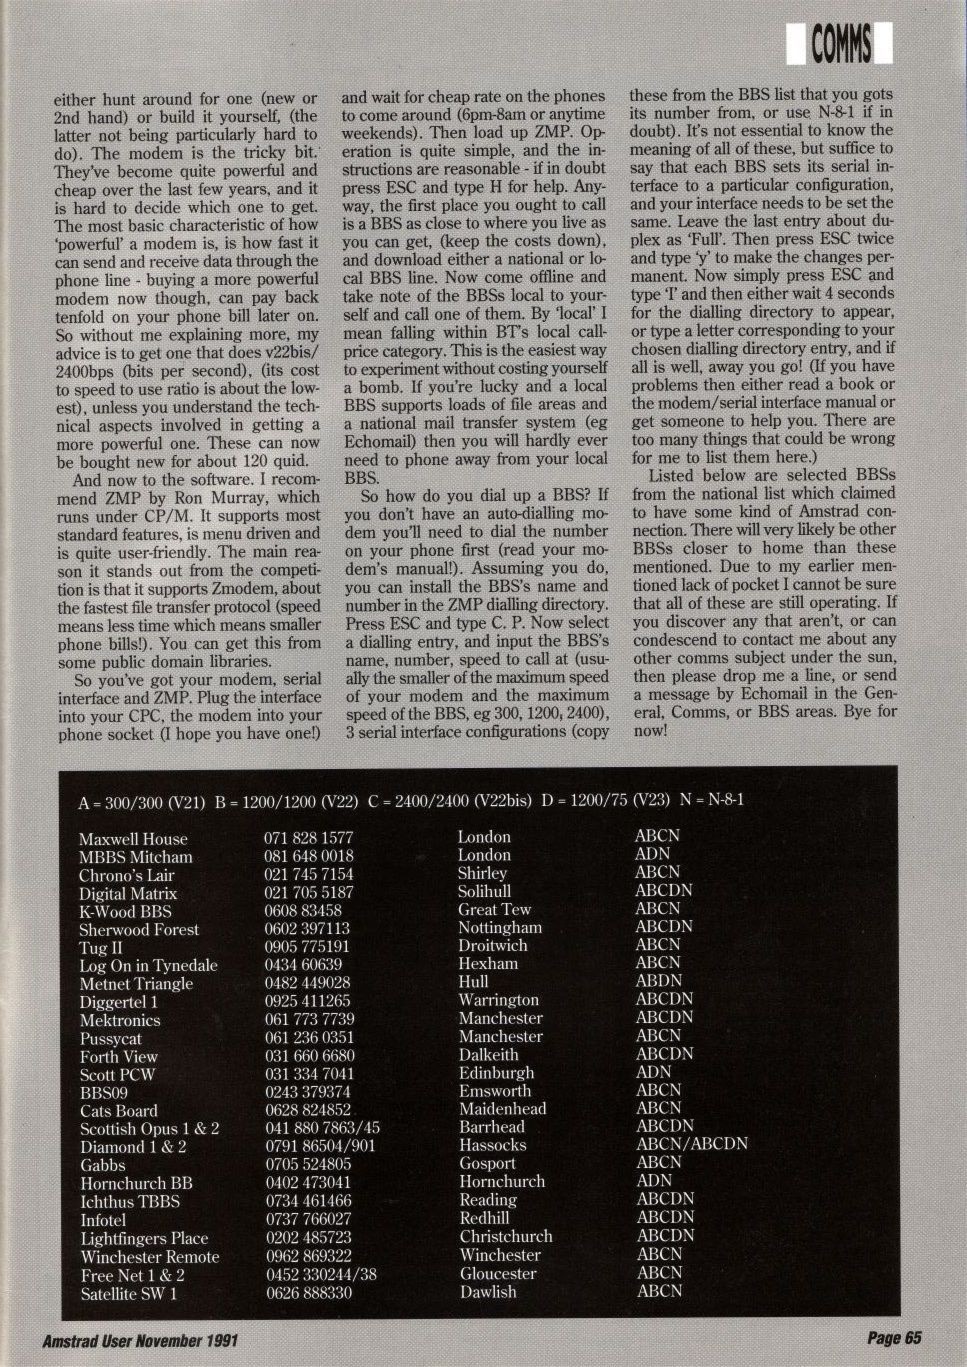 COMMS
either hunt around for one (new or
2nd hand) or build it yourself, (the
latter not being particularly hard to
do). The modem is the tricky bit.
They've become quite powerful and
cheap over the last few years, and it
is hard to decide which one to get.
The most basic characteristic of how
'powerful' a modem is, is how fast it
can send and receive data through the
phone line - buying a more powerful
modem now though, can pay back
tenfold on your phone bill later on.
So without me explaining more, my
advice is to get one that does v22bis/
2400bps (bits per second), (its cost
to speed to use ratio is about the low-
est), unless you understand the tech-
nical aspects involved in getting a
more powerful one. These can now
be bought new for about 120 quid.
And now to the software. I recom-
mend ZMP by Ron Murray, which
runs under CP/M. It supports most
standard features, is menu driven and
is quite user-friendly. The main rea-
son it stands out from the competi-
tion is that it supports Zmodem, about
the fastest file transfer protocol (speed
means less time which means smaller
phone bills!). You can get this from
some public domain libraries.
So you've got your modem, serial
interface and ZMP. Plug the interface
into your CPC, the modem into your
phone socket (I hope you have one!)
and wait for cheap rate on the phones
to come around (6pm-8am or anytime
weekends). Then load up ZMP. Op-
eration is quite simple, and the in-
structions are reasonable - if in doubt
press ESC and type H for help. Any-
way, the first place you ought to call
is a BBS as close to where you live as
you can get, (keep the costs down),
and download either a national or lo-
cal BBS line. Now come offline and
take note of the BBSs local to your-
self and call one of them. By 'local' I
mean falling within BT's local call-
price category. This is the easiest way
to experiment without costing yourself
a bomb. If you're lucky and a local
BBS supports loads of file areas and
a national mail transfer system (eg
Echomail) then you will hardly ever
need to phone away from your local
BBS.
So how do you dial up a BBS? If
you don't have an auto-dialling mo-
dem you'll need to dial the number
on your phone first (read your mo-
dem's manual!). Assuming you do,
you can install the BBS's name and
number in the ZMP dialling directory.
Press ESC and type C. P. Now select
a dialling entry, and input the BBS's
name, number, speed to call at (usu-
ally the smaller of the maximum speed
of your modem and the maximum
speed of the BBS, eg 300, 1200, 2400),
3 serial interface configurations (copy
these from the BBS list that you gots
its number from, or use N-8-1 if in
doubt). It's not essential to know the
meaning of all of these, but suffice to
say that each BBS sets its serial in-
terface to a particular configuration,
and your interface needs to be set the
same. Leave the last entry about du-
plex as 'Full'. Then press ESC twice
and type 'y' to make the changes per-
manent. Now simply press ESC and
type 'I' and then either wait 4 seconds
for the dialling directory to appear,
or type a letter corresponding to your
chosen dialling directory entry, and if
all is well, away you go! (If you have
problems then either read a book or
the modem/serial interface manual or
get someone to help you. There are
too many things that could be wrong
for me to list them here.)
Listed below are selected BBSs
from the national list which claimed
to have some kind of Amstrad con-
nection. There will very likely be other
BBSs closer to home than these
mentioned. Due to my earlier men-
tioned lack of pocket I cannot be sure
that all of these are still operating. If
you discover any that aren't, or can
condescend to contact me about any
other comms subject under the sun,
then please drop me a line, or send
a message by Echomail in the Gen-
eral, Comms, or BBS areas. Bye for
now!
A = 300/300 (V21) B = 1200/1200 (V22) C = 2400/2400 (V22bis) D = 1200/75 (V23) N = N-8-1
Maxwell House 071 828 1577 London ABCN
MBBS Mitcham 081 648 0018 London ADN
Chrono's Lair 021 745 7154 Shirley ABCN
Digital Matrix 021 705 5187 Solihull ABCDN
K-Wood BBS 0608 83458 Great Tew ABCN
Sherwood Forest 0602 397113 Nottingham ABCDN
Tug II 0905 775191 Droitwich ABCN
Log On in Tynedale 0434 60639 Hexham ABCN
Metnet Triangle 0482 449028 Hull ABDN
Diggertel 1 0925 411265 Warrington ABCDN
Mektronics 061 773 7739 Manchester ABCDN
Pussycat 061 236 0351 Manchester ABCN
Forth View 031 660 6680 Dalkeith ABCDN
Scott PCW 031 334 7041 Edinburgh ADN
BBS09 0243 379374 Emsworth ABCN
Cats Board 0628 824852 Maidenhead ABCN
Scottish Opus 1 & 2 041 880 7863/45 Barrhead ABCDN
Diamond 1 & 2 0791 86504/901 Hassocks ABCN/ABCDN
Gabbs 0705 524805 Gosport ABCN
Hornchurch BB 0402 473041 Hornchurch ADN
Ichthus TBBS 0734 461466 Reading ABCDN
Infotel 0737 766027 Redhill ABCDN
Lightfingers Place 0202 485723 Christchurch ABCDN
Winchester Remote 0962 869322 Winchester ABCN
Free Net 1 & 2 0452 330244/38 Gloucester ABCN
Satellite SW 1 0626 888330 Dawlish ABCN
Amstrad User November 1991 Page 65